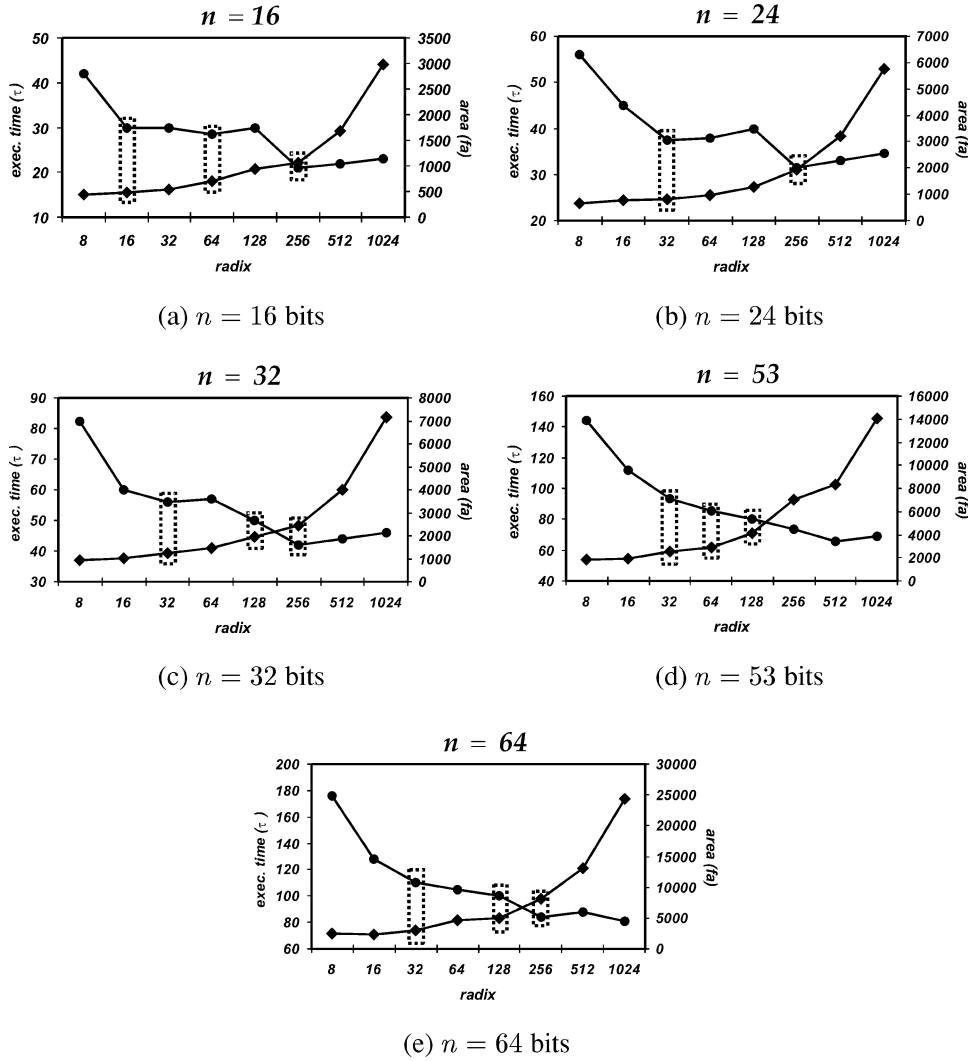 n = 16
50
40
30
20
10
exec. time (τ)
3500
3000
2500
2000
1500
1000
500
0
area (fa)
8 16 32 64 128 256 512 1024
radix
(a) n = 16 bits
n = 24
60
50
40
30
20
exec. time (τ)
7000
6000
5000
4000
3000
2000
1000
0
area (fa)
8 16 32 64 128 256 512 1024
radix
(b) n = 24 bits
n = 32
90
80
70
60
50
40
30
exec. time (τ)
8000
7000
6000
5000
4000
3000
2000
1000
0
area (fa)
8 16 32 64 128 256 512 1024
radix
(c) n = 32 bits
n = 53
160
140
120
100
80
60
40
exec. time (τ)
16000
14000
12000
10000
8000
6000
4000
2000
0
area (fa)
8 16 32 64 128 256 512 1024
radix
(d) n = 53 bits
n = 64
200
180
160
140
120
100
80
60
exec. time (τ)
30000
25000
20000
15000
10000
5000
0
area (fa)
8 16 32 64 128 256 512 1024
radix
(e) n = 64 bits